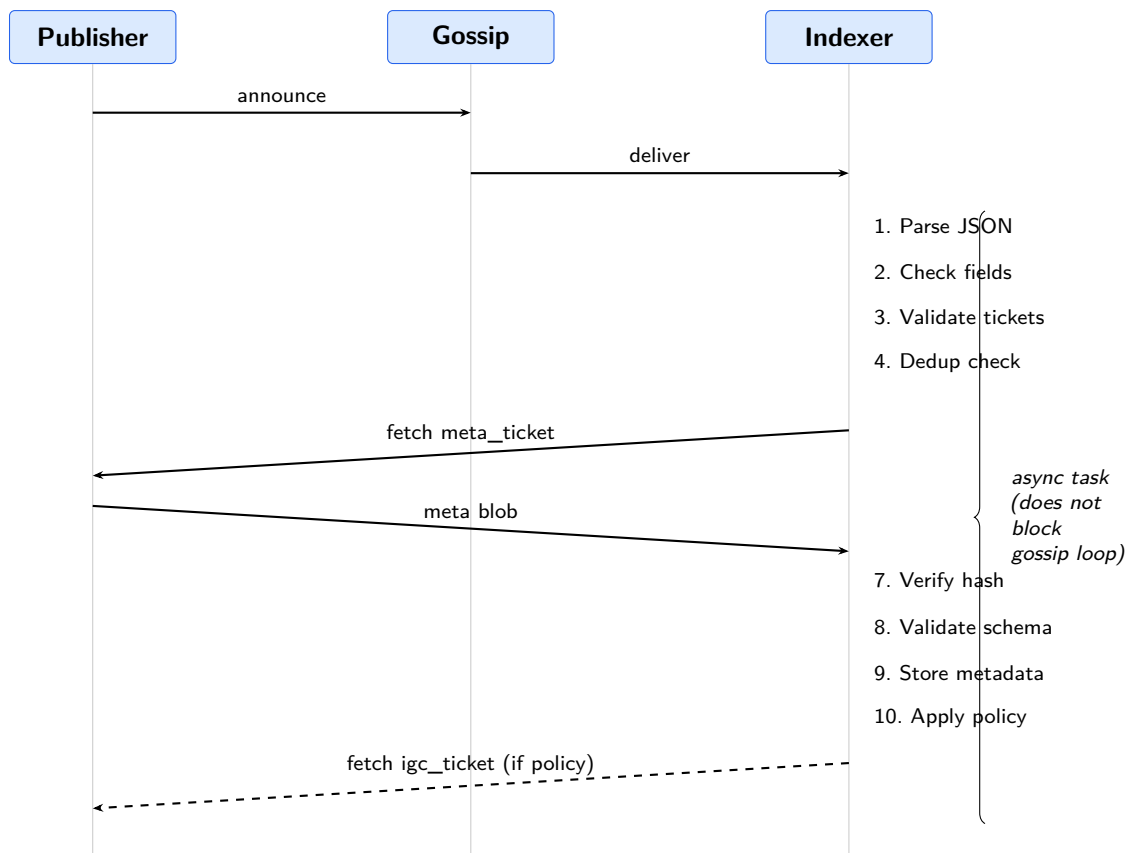 Publisher
Gossip
Indexer
announce
deliver
1. Parse JSON
2. Check fields
3. Validate tickets
4. Dedup check
fetch meta_ticket
async task
(does not
block
gossip loop)
meta blob
7. Verify hash
8. Validate schema
9. Store metadata
10. Apply policy
fetch igc_ticket (if policy)